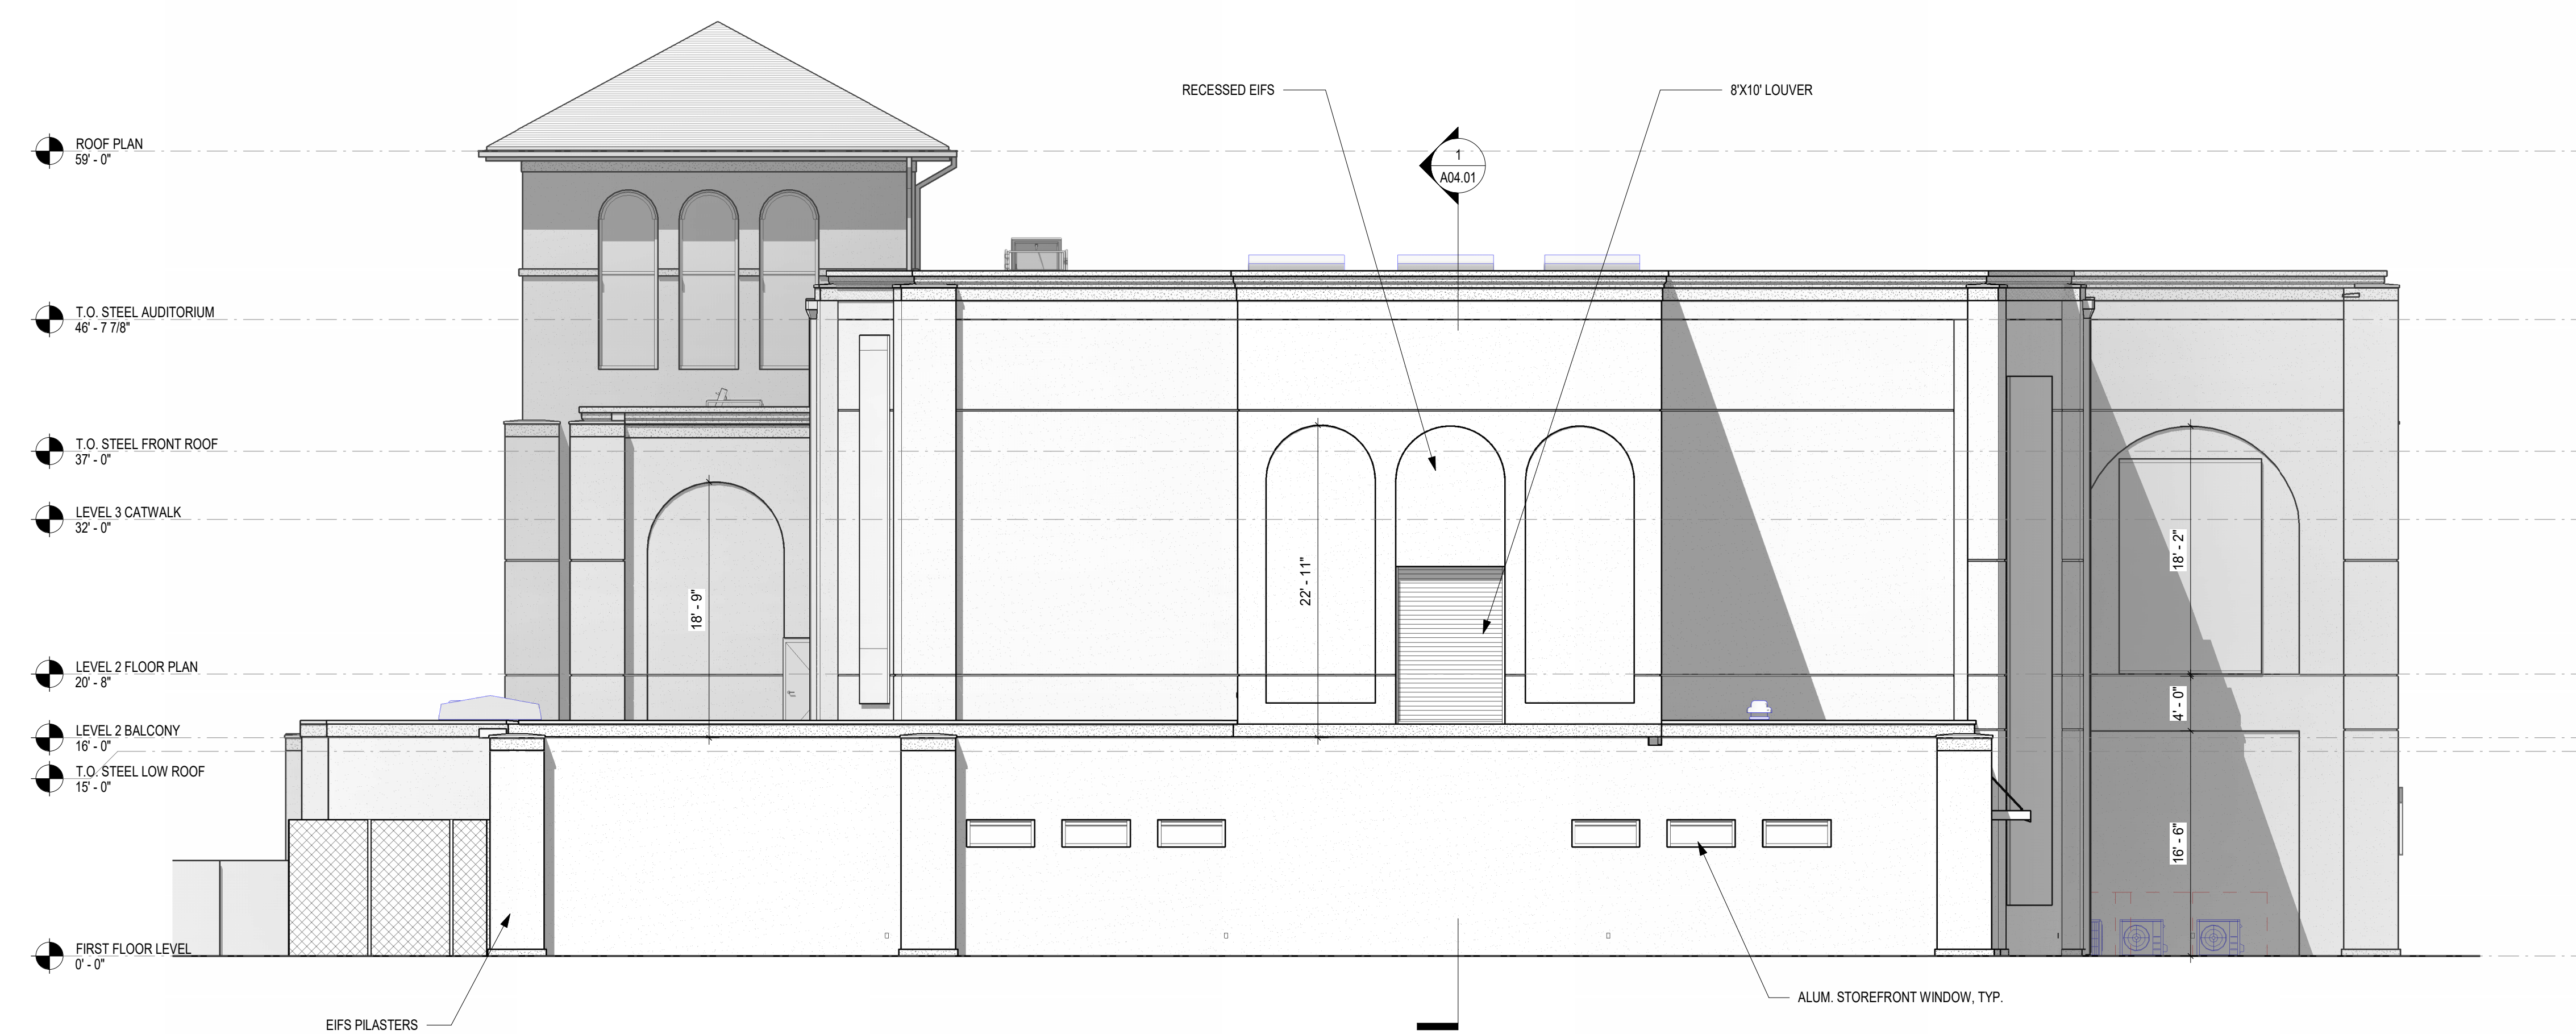 RECESSED EIFS
8'X10' LOUVER
ROOF PLAN
59' - 0"
1
A04.01
T.O. STEEL AUDITORIUM
46' - 7 7/8"
T.O. STEEL FRONT ROOF
37' - 0"
LEVEL 3 CATWALK
32' - 0"
18' - 2"
22' - 11"
18' - 9"
LEVEL 2 FLOOR PLAN
20' - 8"
4' - 0"
LEVEL 2 BALCONY
16' - 0"
T.O. STEEL LOW ROOF
15' - 0"
16' - 6"
FIRST FLOOR LEVEL
0' - 0"
ALUM. STOREFRONT WINDOW, TYP.
EIFS PILASTERS